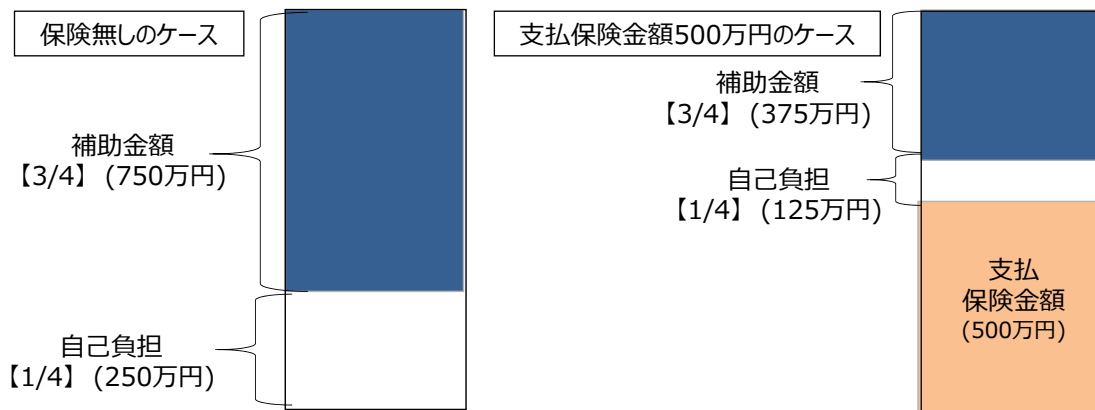 保険無しのケース
補助金額
【3/4】 (750万円)
自己負担
【1/4】 (250万円)
支払保険金額500万円のケース
補助金額
【3/4】 (375万円)
自己負担
【1/4】 (125万円)
支払
保険金額
(500万円)